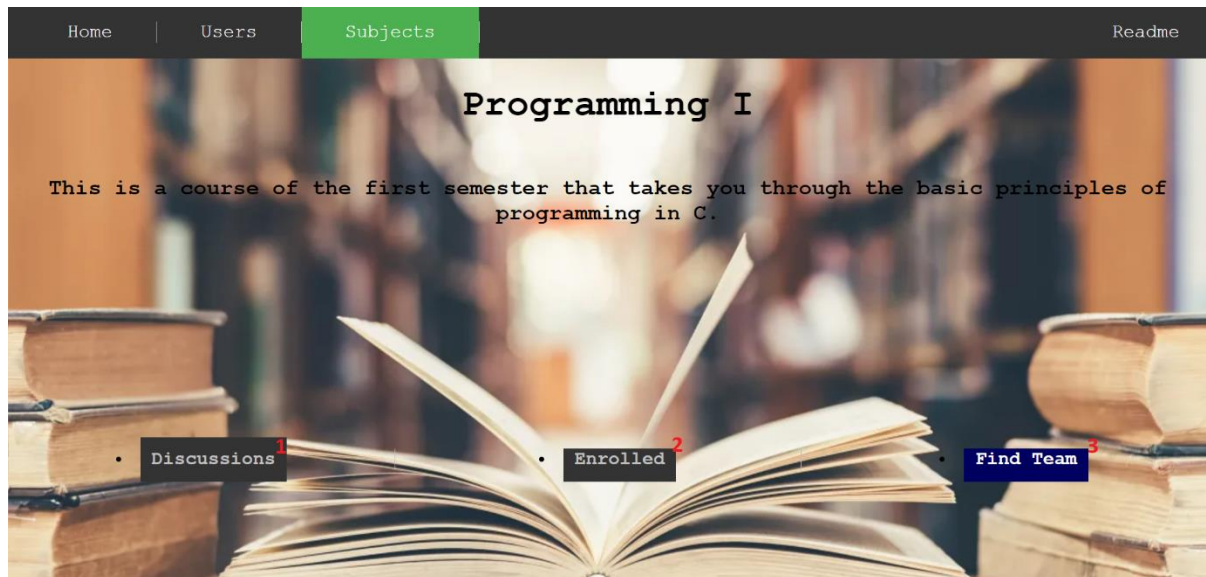 Home Users Subjects Readme
Programming I
This is a course of the first semester that takes you through the basic principles of
programming in C.
Discussions 1 Enrolled 2 Find Team 3